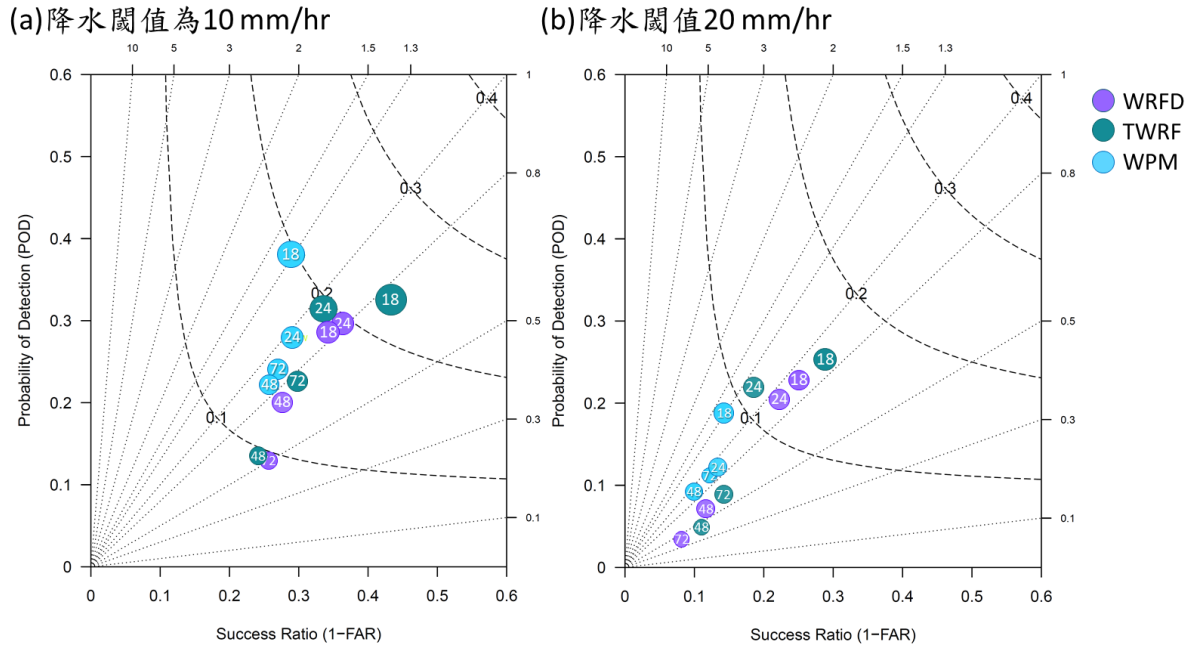 (a)降水閾值為10 mm/hr
10 5 3 2 1.5 1.3
0.6 1
0.4
0.5
0.8
0.3
0.4
18
0.2 18
24
0.3 24 0.5
18
24
72
72
48
0.2 48
0.1 0.3
48 2
0.1
0.1
0
0 0.1 0.2 0.3 0.4 0.5 0.6
Probability of Detection (POD)
Success Ratio (1−FAR)
(b)降水閾值20 mm/hr
10 5 3 2 1.5 1.3
0.6 1
0.4
0.5
0.8
0.3
0.4
0.2
0.3 0.5
18
18
24
24
0.2
18
0.1 0.3
24
72
0.1 48 72
48
0.1
48
72
0
0 0.1 0.2 0.3 0.4 0.5 0.6
Probability of Detection (POD)
Success Ratio (1−FAR)
WRFD
TWRF
WPM